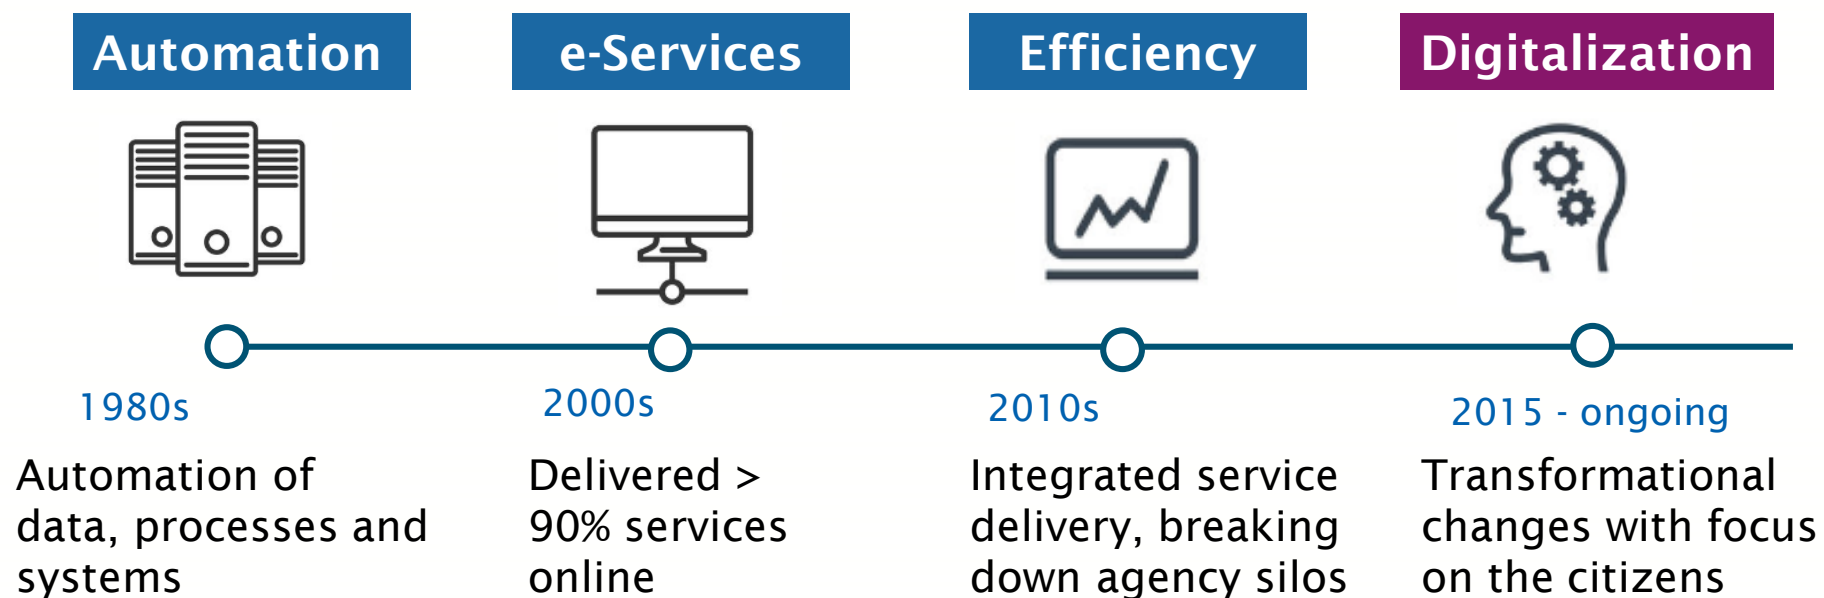 Automation
e-Services
Efficiency
Digitalization
1980s
2000s
2010s
2015 - ongoing
Automation of
data, processes and
systems
Delivered >
90% services
online
Integrated service
delivery, breaking
down agency silos
Transformational
changes with focus
on the citizens